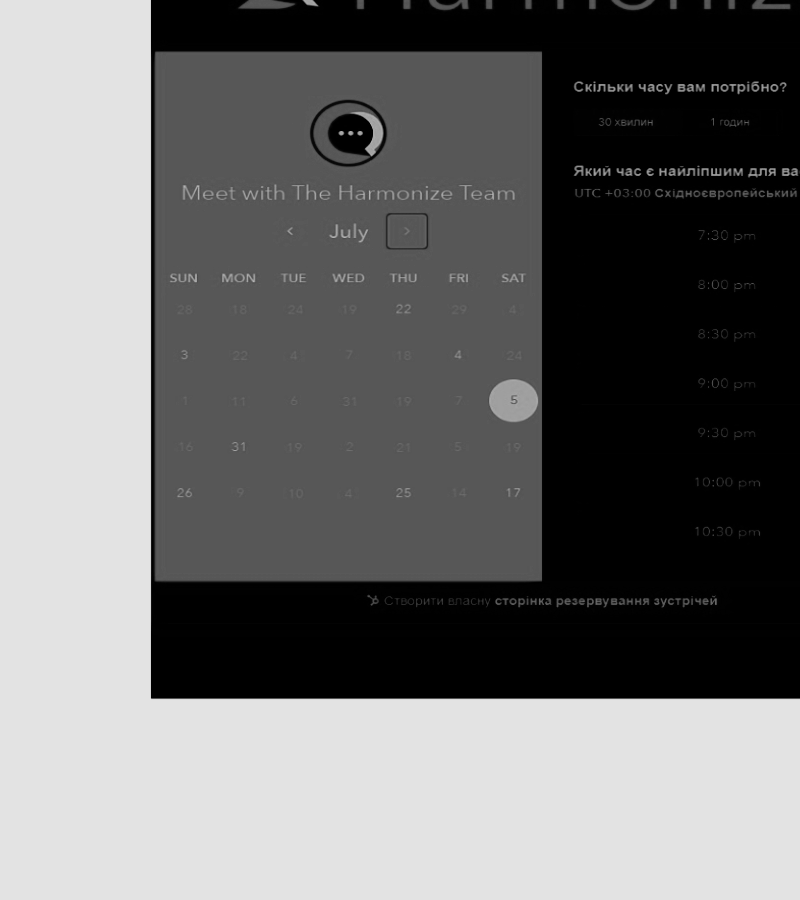 Harmoniz
Meet with The Harmonize Team
July
SUN MON TUE WED THU FRI SAT
28 18 24 19 22 29 4
3 22 4 7 18 4 24
1 11 6 31 19 7 5
16 31 19 2 21 5 19
26 9 10 4 25 14 17
Скільки часу вам потрібно?
30 хвилин 1 годин
Який час є найліпшим для ва
UTC +03:00 Східноєвропейський
7:30 pm
8:00 pm
8:30 pm
9:00 pm
9:30 pm
10:00 pm
10:30 pm
Створити власну сторінка резервування зустрічей